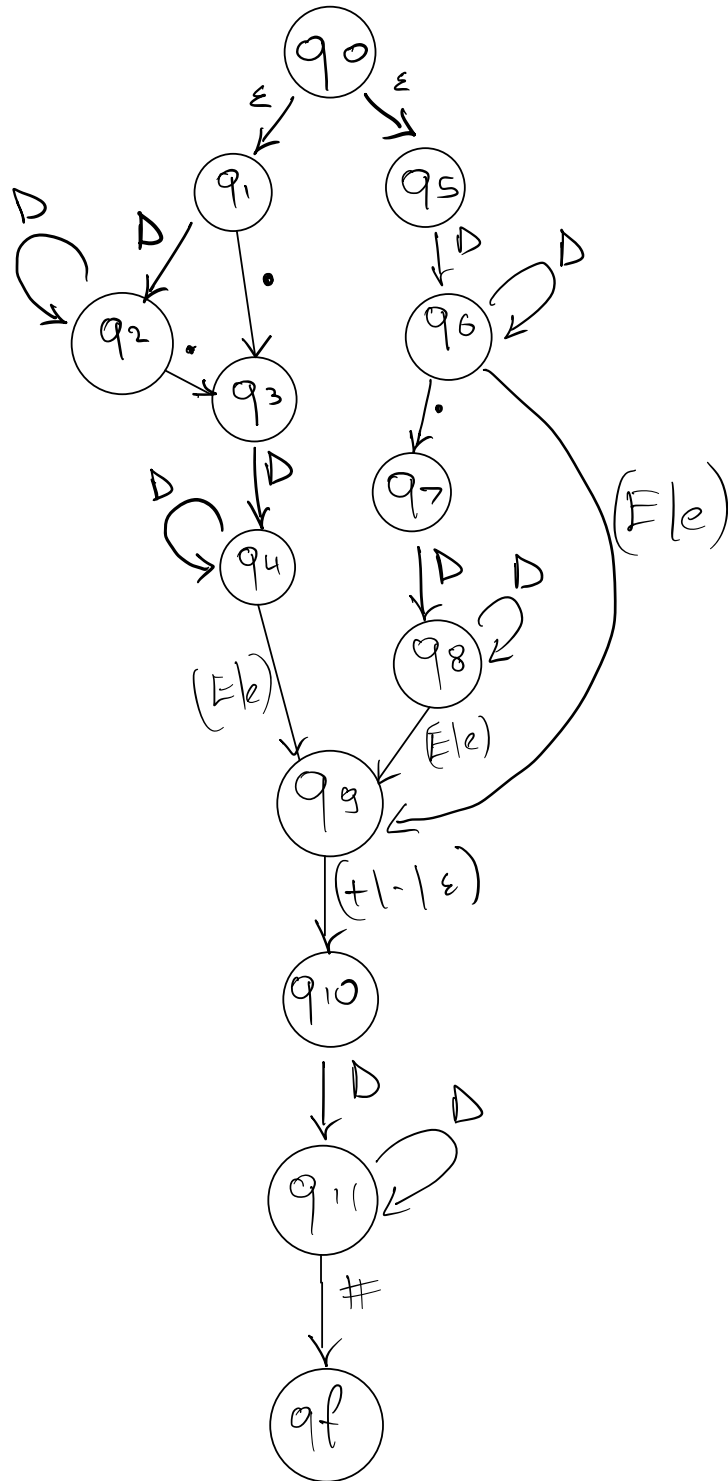 q0
ε ε
q1 q5
D D D
D
q2 . . q6
. q3 .
D D q7 (E|e)
q4 D D
q8
(E|e) (E|e)
q9
(+|-|ε)
q10
D
D
q11
#
qf